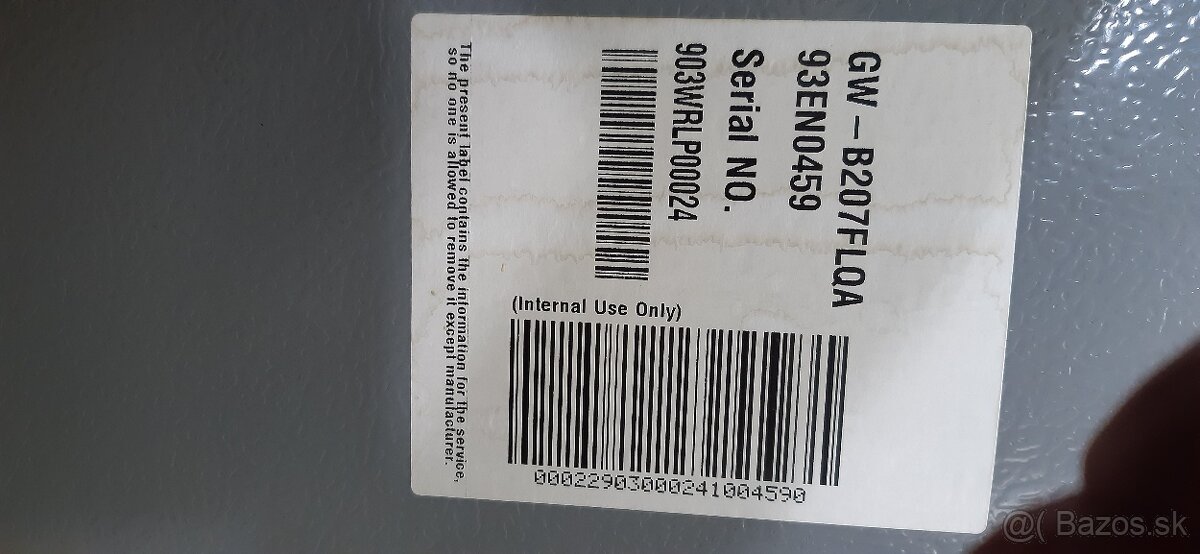 GW-B207FLQA
93EN0459
Serial NO.
903WRLP00024
(Internal Use Only)
000229030000241004590
The present label contains the information for the service,
so no one is allowed to remove it except manufacturer.
@( Bazos.sk